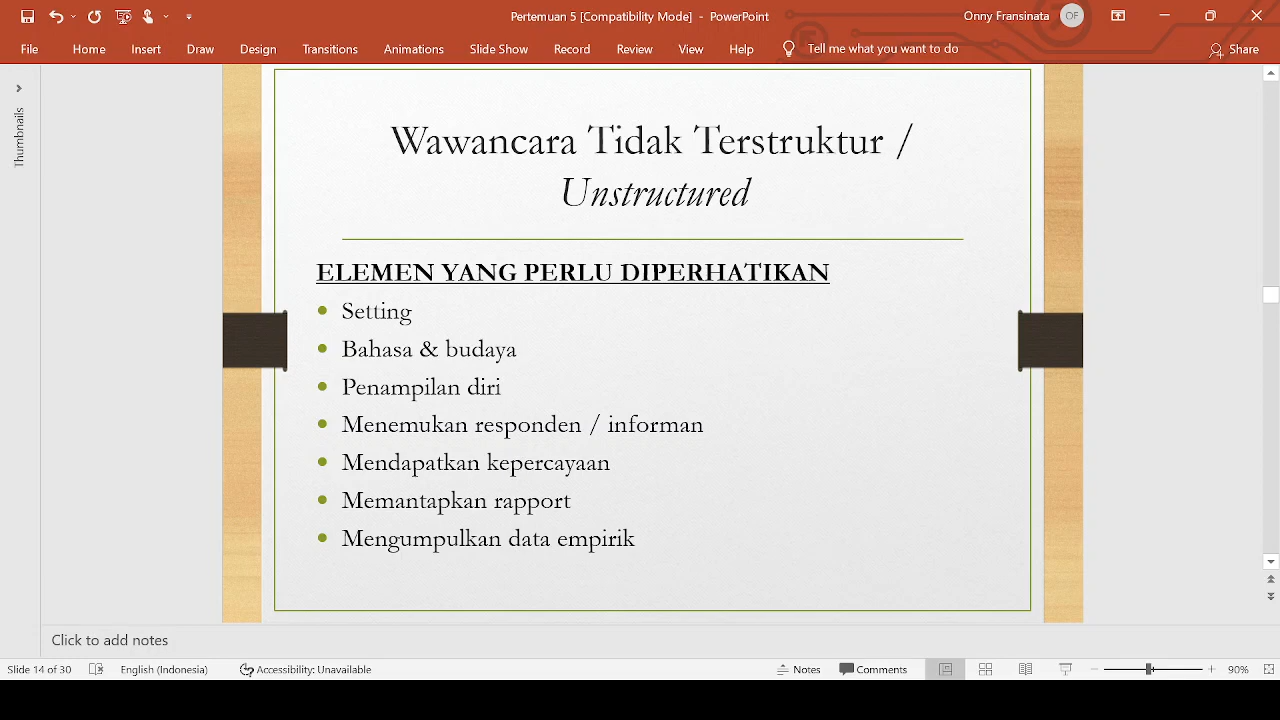 Pertemuan 5 [Compatibility Mode] - PowerPoint
Onny Fransinata
OF
File Home Insert Draw Design Transitions Animations Slide Show Record Review View Help Tell me what you want to do Share
Thumbnails
Wawancara Tidak Terstruktur /
Unstructured
ELEMEN YANG PERLU DIPERHATIKAN
• Setting
• Bahasa & budaya
• Penampilan diri
• Menemukan responden / informan
• Mendapatkan kepercayaan
• Memantapkan rapport
• Mengumpulkan data empirik
Click to add notes
Slide 14 of 30 English (Indonesia) Accessibility: Unavailable Notes Comments 90%